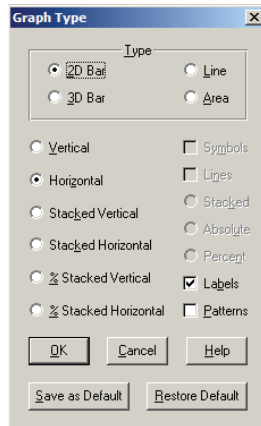 Graph Type
Type
2D Bar Line
3D Bar Area
Vertical Symbols
Horizontal Lines
Stacked Vertical Stacked
Stacked Horizontal Absolute
% Stacked Vertical Percent
% Stacked Horizontal Labels
Patterns
OK Cancel Help
Save as Default Restore Default